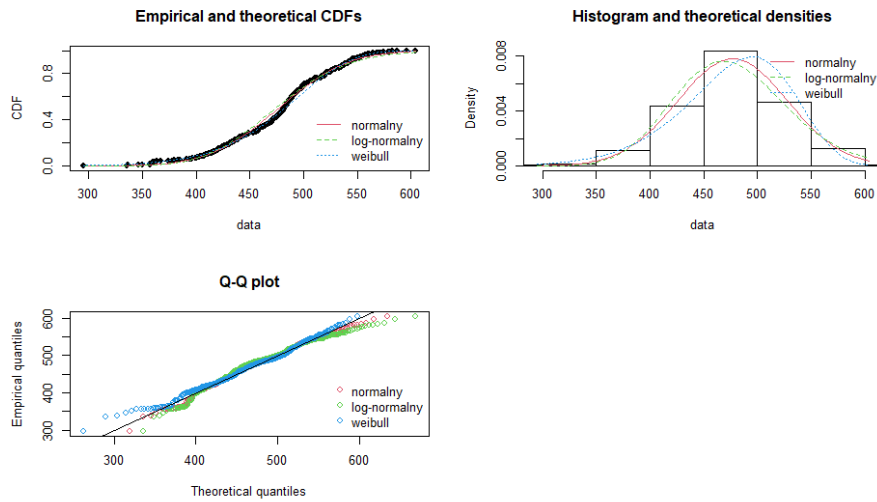 Empirical and theoretical CDFs
CDF
0.0 0.4 0.8
normalny
log-normalny
weibull
300 350 400 450 500 550 600
data
Histogram and theoretical densities
Density
0.000 0.004 0.008
normalny
log-normalny
weibull
300 350 400 450 500 550 600
data
Q-Q plot
Empirical quantiles
300 400 500 600
normalny
log-normalny
weibull
300 400 500 600
Theoretical quantiles